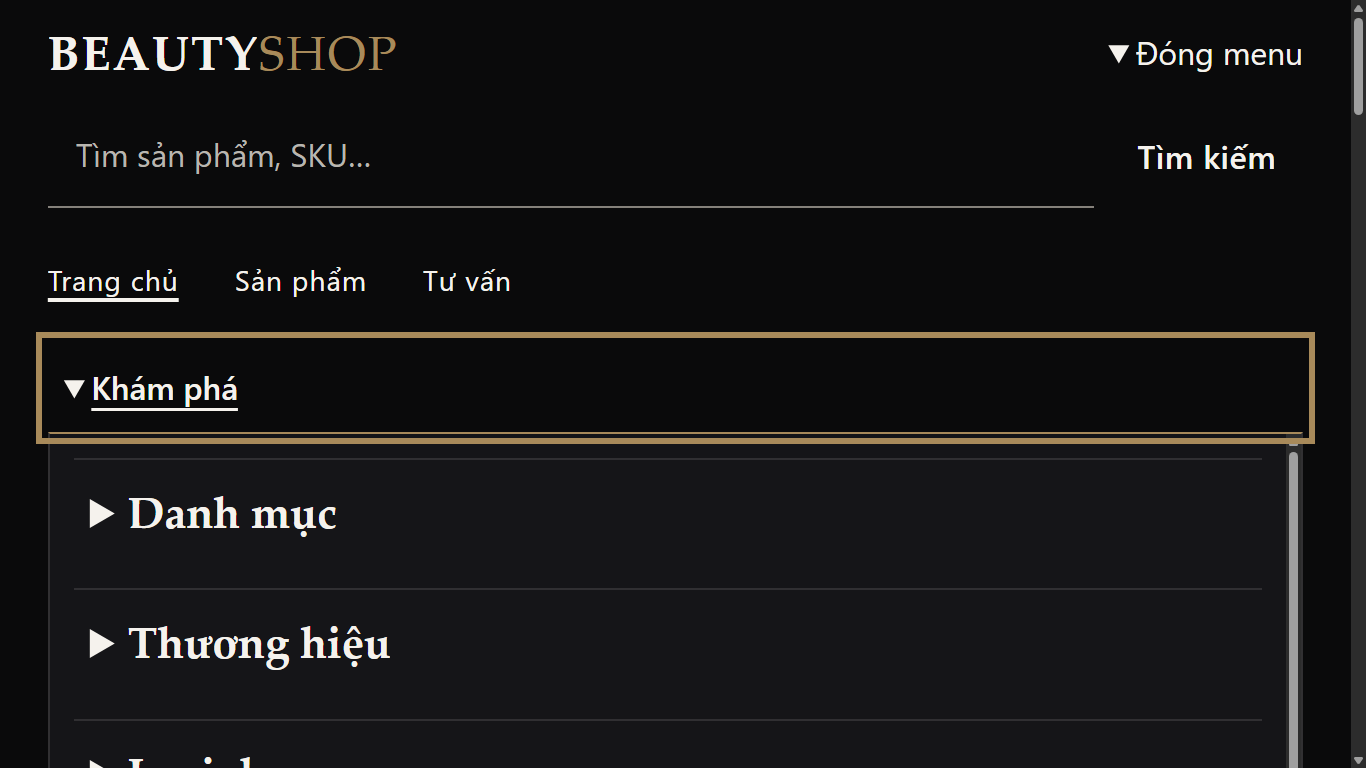 BEAUTYSHOP
Đóng menu
Tìm sản phẩm, SKU...
Tìm kiếm
Trang chủ
Sản phẩm
Tư vấn
Khám phá
Danh mục
Thương hiệu